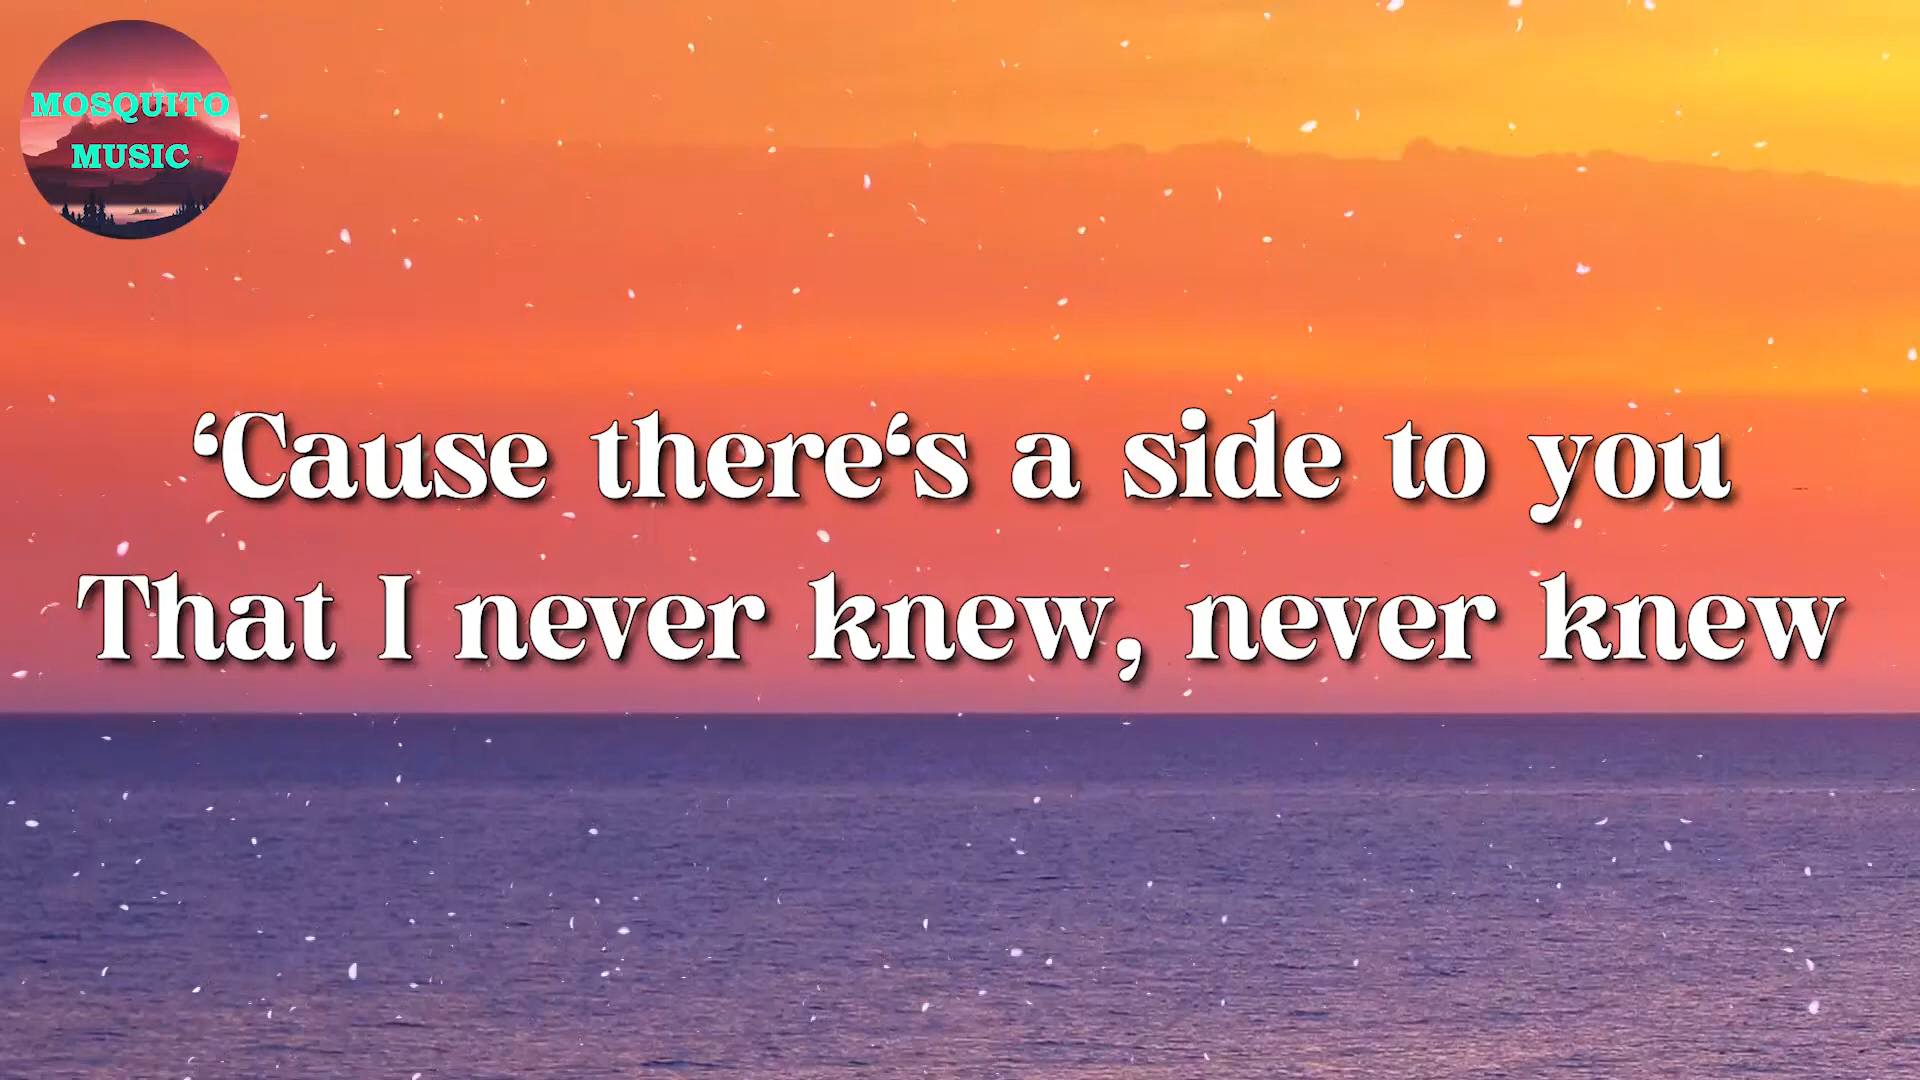 MOSQUITO
MUSIC
‘Cause there‘s a side to you
That I never knew, never knew